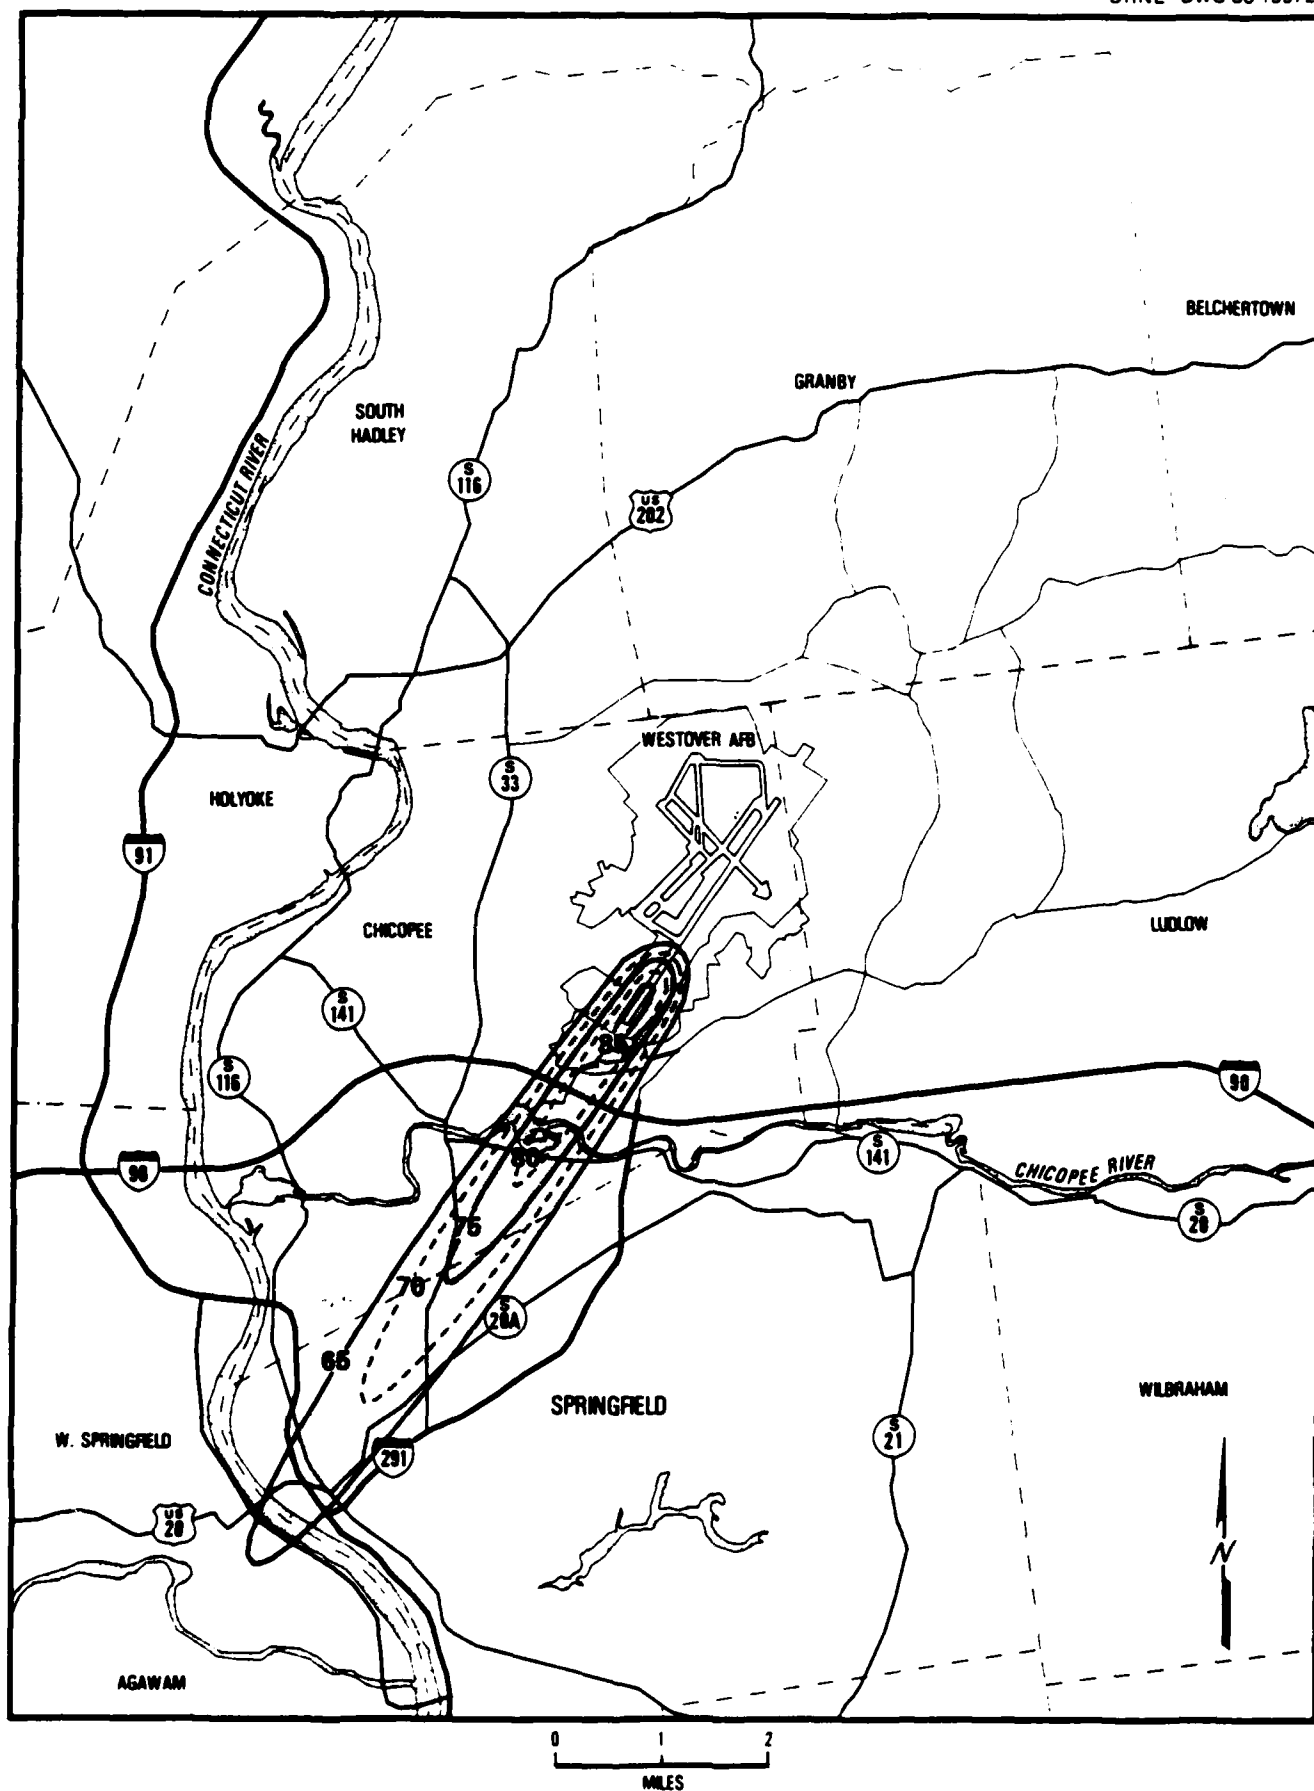 BELCHERTOWN
GRANBY
SOUTH
HADLEY
CONNECTICUT RIVER
S
116
US
202
WESTOVER AFB
S
33
HOLYOKE
91
CHICOPEE
LUDLOW
S
141
85
S
116
90
80
S
141
90
CHICOPEE RIVER
S
20
75
70
S
20A
65
WILBRAHAM
SPRINGFIELD
W. SPRINGFIELD
S
21
291
US
20
N
AGAWAM
0 1 2
MILES